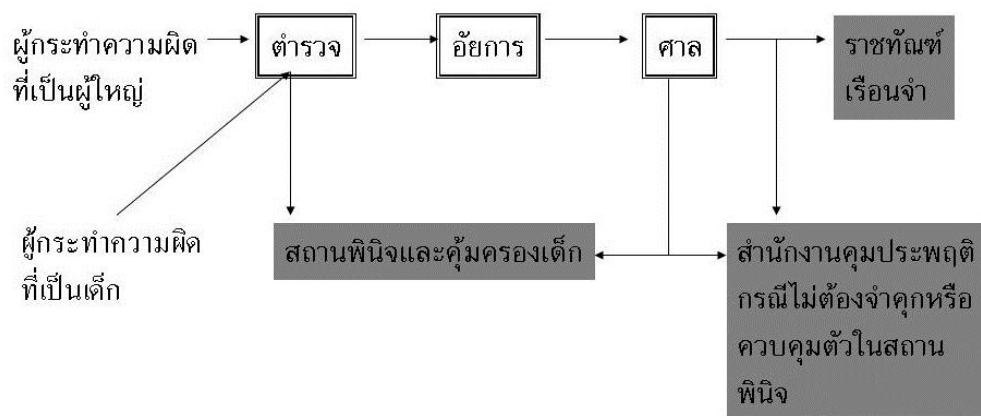 ผู้กระทำความผิด
ที่เป็นผู้ใหญ่
ตำรวจ
อัยการ
ศาล
ราชทัณฑ์
เรือนจำ
ผู้กระทำความผิด
ที่เป็นเด็ก
สถานพินิจและคุ้มครองเด็ก
สำนักงานคุมประพฤติ
กรณีไม่ต้องจำคุกหรือ
ควบคุมตัวในสถาน
พินิจ